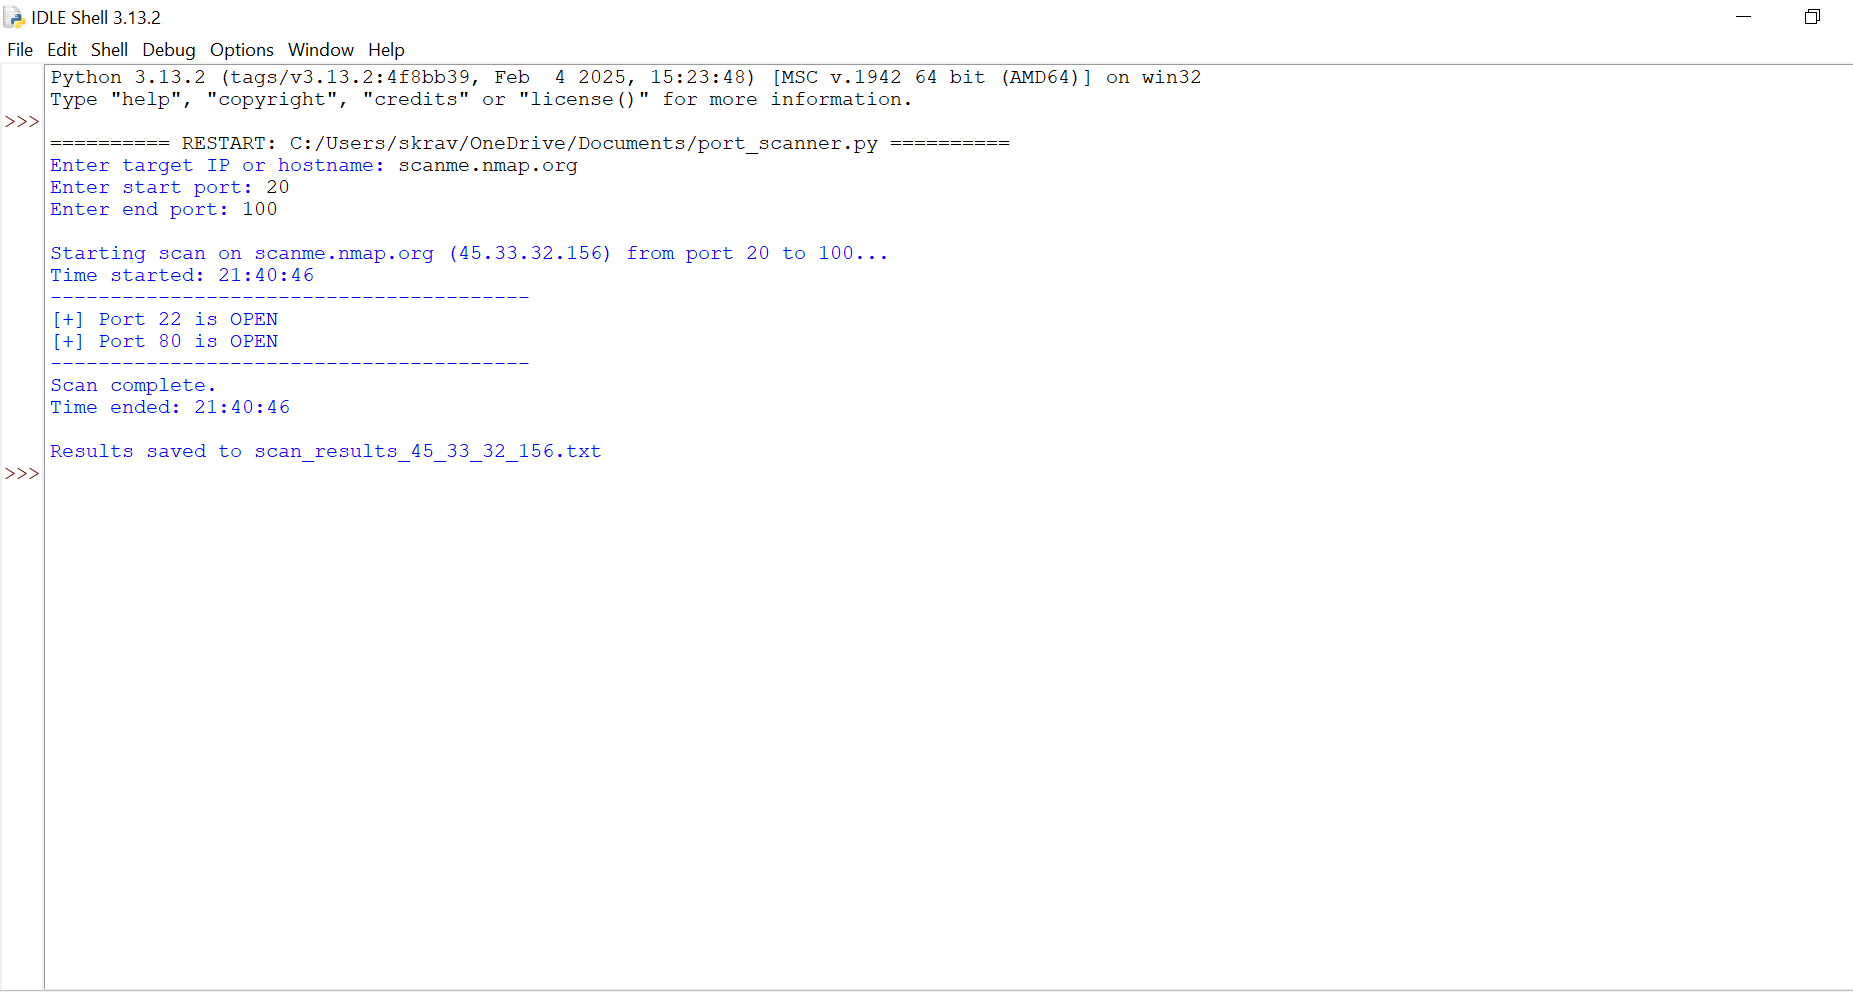 IDLE Shell 3.13.2
File Edit Shell Debug Options Window Help
Python 3.13.2 (tags/v3.13.2:4f8bb39, Feb  4 2025, 15:23:48) [MSC v.1942 64 bit (AMD64)] on win32
Type "help", "copyright", "credits" or "license()" for more information.
>>>
========== RESTART: C:/Users/skrav/OneDrive/Documents/port_scanner.py ==========
Enter target IP or hostname: scanme.nmap.org
Enter start port: 20
Enter end port: 100
Starting scan on scanme.nmap.org (45.33.32.156) from port 20 to 100...
Time started: 21:40:46
----------------------------------------
[+] Port 22 is OPEN
[+] Port 80 is OPEN
----------------------------------------
Scan complete.
Time ended: 21:40:46
Results saved to scan_results_45_33_32_156.txt
>>>